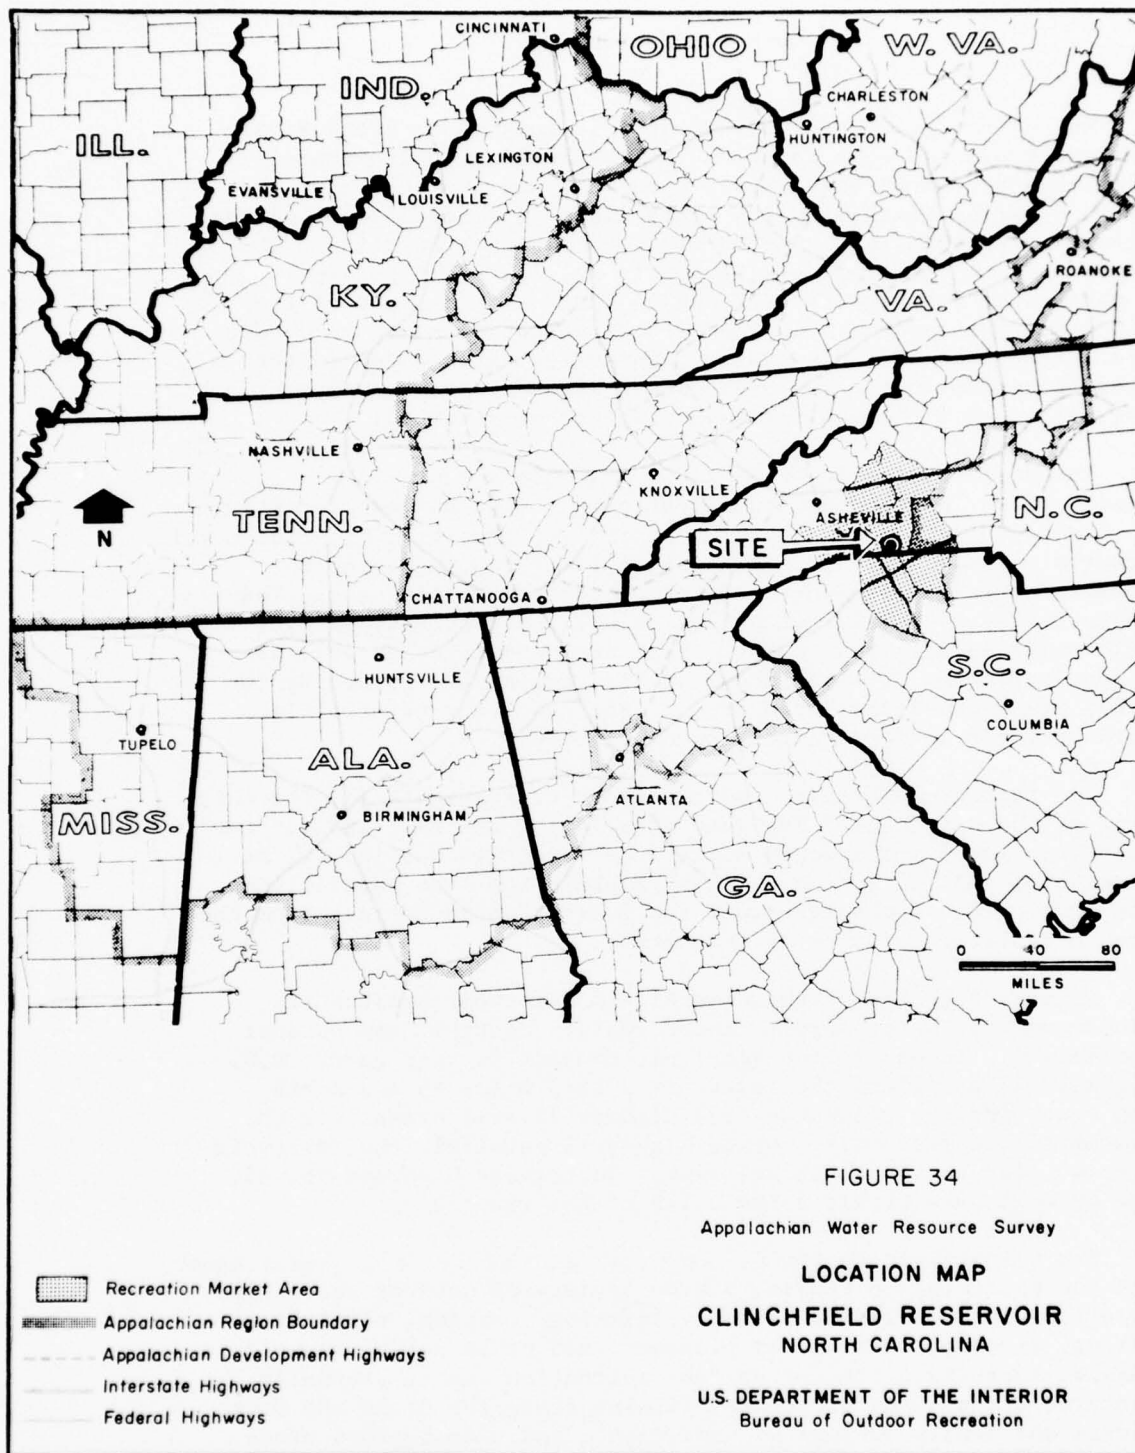 CINCINNATI
OHIO
W. VA.
IND.
CHARLESTON
HUNTINGTON
ILL.
LEXINGTON
EVANSVILLE
LOUISVILLE
ROANOKE
KY.
VA.
NASHVILLE
KNOXVILLE
TENN.
ASHEVILLE
N.C.
N
SITE
CHATTANOOGA
HUNTSVILLE
S.C.
TUPELO
COLUMBIA
ALA.
ATLANTA
MISS.
BIRMINGHAM
GA.
0 40 80
MILES
FIGURE 34
Appalachian Water Resource Survey
LOCATION MAP
CLINCHFIELD RESERVOIR
NORTH CAROLINA
U.S. DEPARTMENT OF THE INTERIOR
Bureau of Outdoor Recreation
Recreation Market Area
Appalachian Region Boundary
Appalachian Development Highways
Interstate Highways
Federal Highways